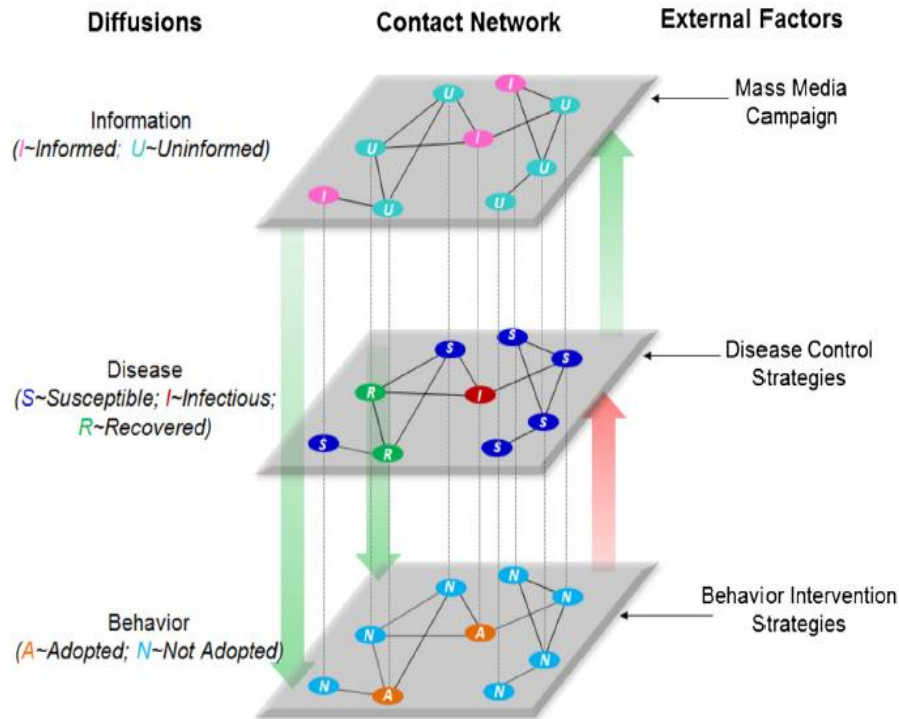 Diffusions
Contact Network
External Factors
Information
(I~Informed; U~Uninformed)
Mass Media
Campaign
I
U
U
I
U
U
I
U
U
Disease
(S~Susceptible; I~Infectious;
R~Recovered)
Disease Control
Strategies
S
S
S
R
I
S
S
S
R
Behavior
(A~Adopted; N~Not Adopted)
Behavior Intervention
Strategies
N
N
N
N
A
N
N
N
A